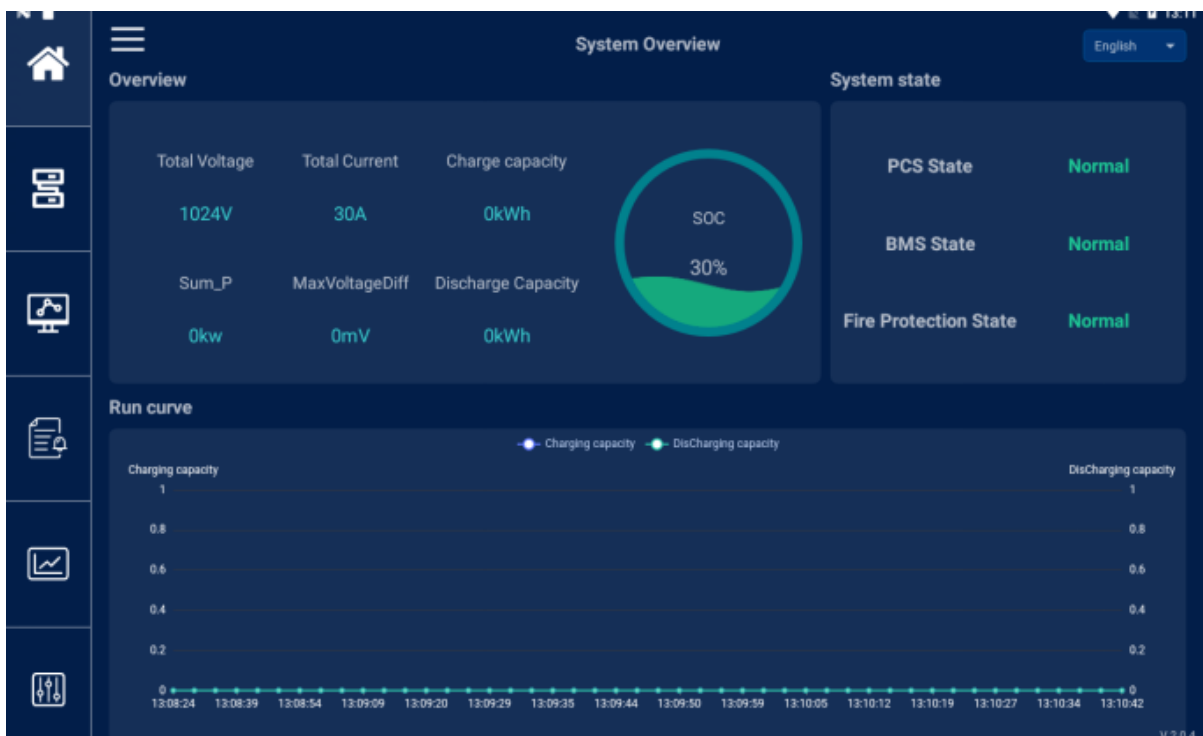 13:11
System Overview
English
Overview
System state
Total Voltage Total Current Charge capacity
1024V 30A 0kWh
Sum_P MaxVoltageDiff Discharge Capacity
0kw 0mV 0kWh
SOC
30%
PCS State Normal
BMS State Normal
Fire Protection State Normal
Run curve
Charging capacity DisCharging capacity
Charging capacity DisCharging capacity
1 1
0.8 0.8
0.6 0.6
0.4 0.4
0.2 0.2
0 0
13:08:24 13:08:39 13:08:54 13:09:09 13:09:20 13:09:29 13:09:35 13:09:44 13:09:50 13:09:59 13:10:05 13:10:12 13:10:19 13:10:27 13:10:34 13:10:42